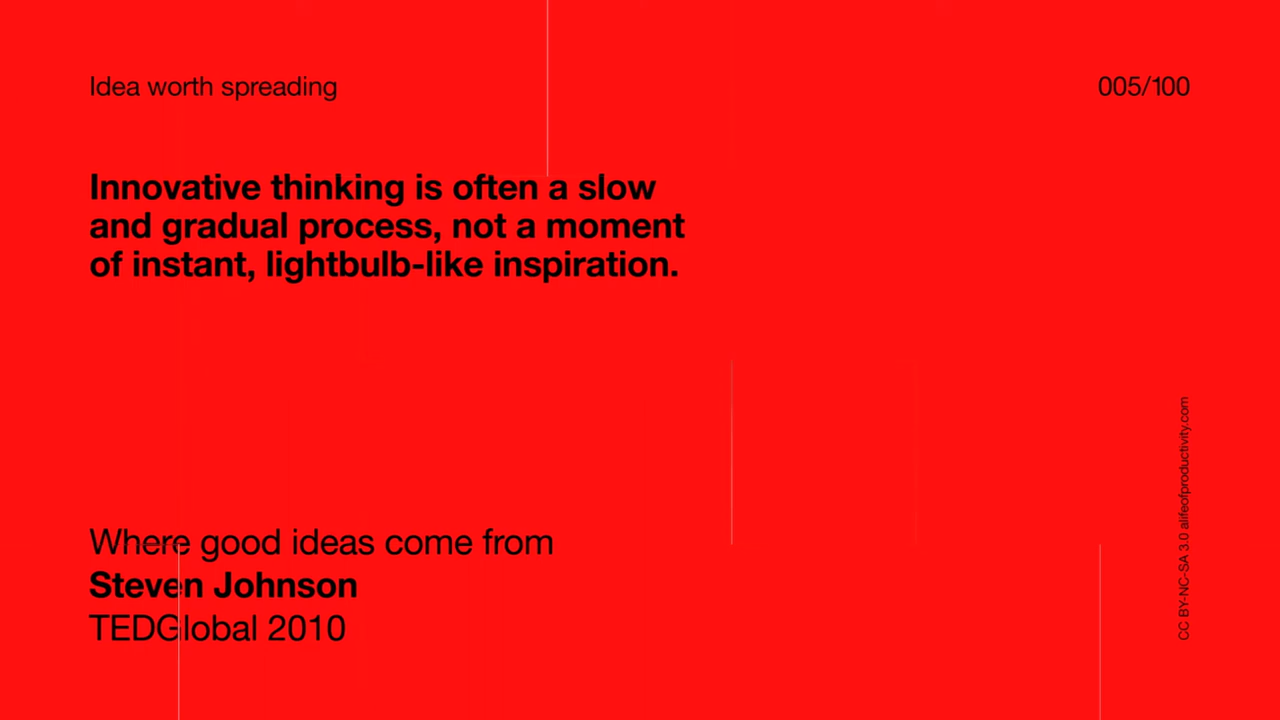 Idea worth spreading
005/100
Innovative thinking is often a slow
and gradual process, not a moment
of instant, lightbulb-like inspiration.
Where good ideas come from
Steven Johnson
TEDGlobal 2010
CC BY-NC-SA 3.0 alifeofproductivity.com